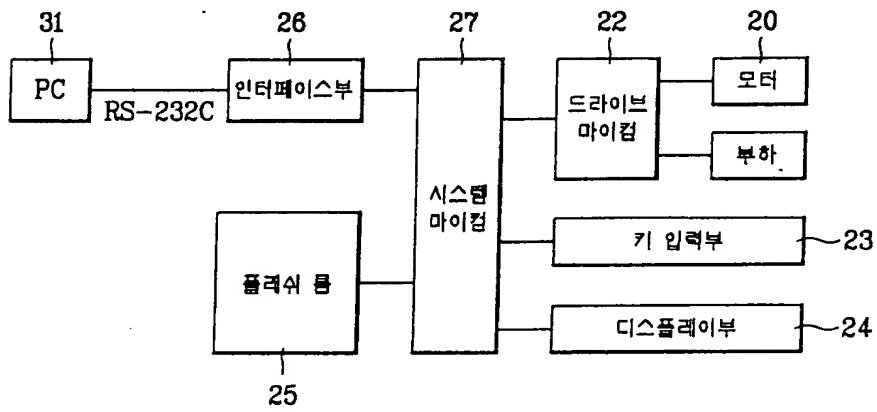 31
26
27
22
20
PC
RS-232C
인터페이스부
시스템
마이컴
드라이브
마이컴
모터
부하
플래쉬 롬
25
키 입력부
23
디스플레이부
24